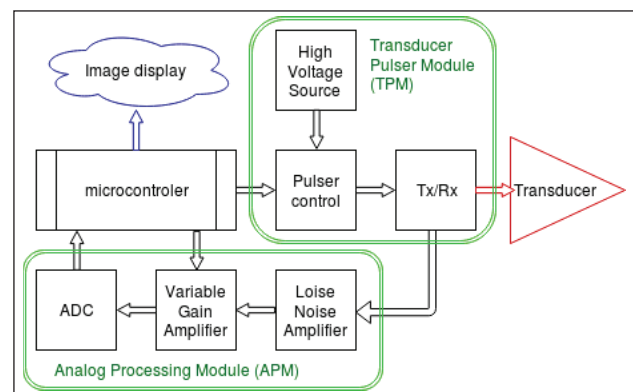 Image display
High
Voltage
Source
Transducer
Pulser Module
(TPM)
microcontroler
Pulser
control
Tx/Rx
Transducer
ADC
Variable
Gain
Amplifier
Loise
Noise
Amplifier
Analog Processing Module (APM)